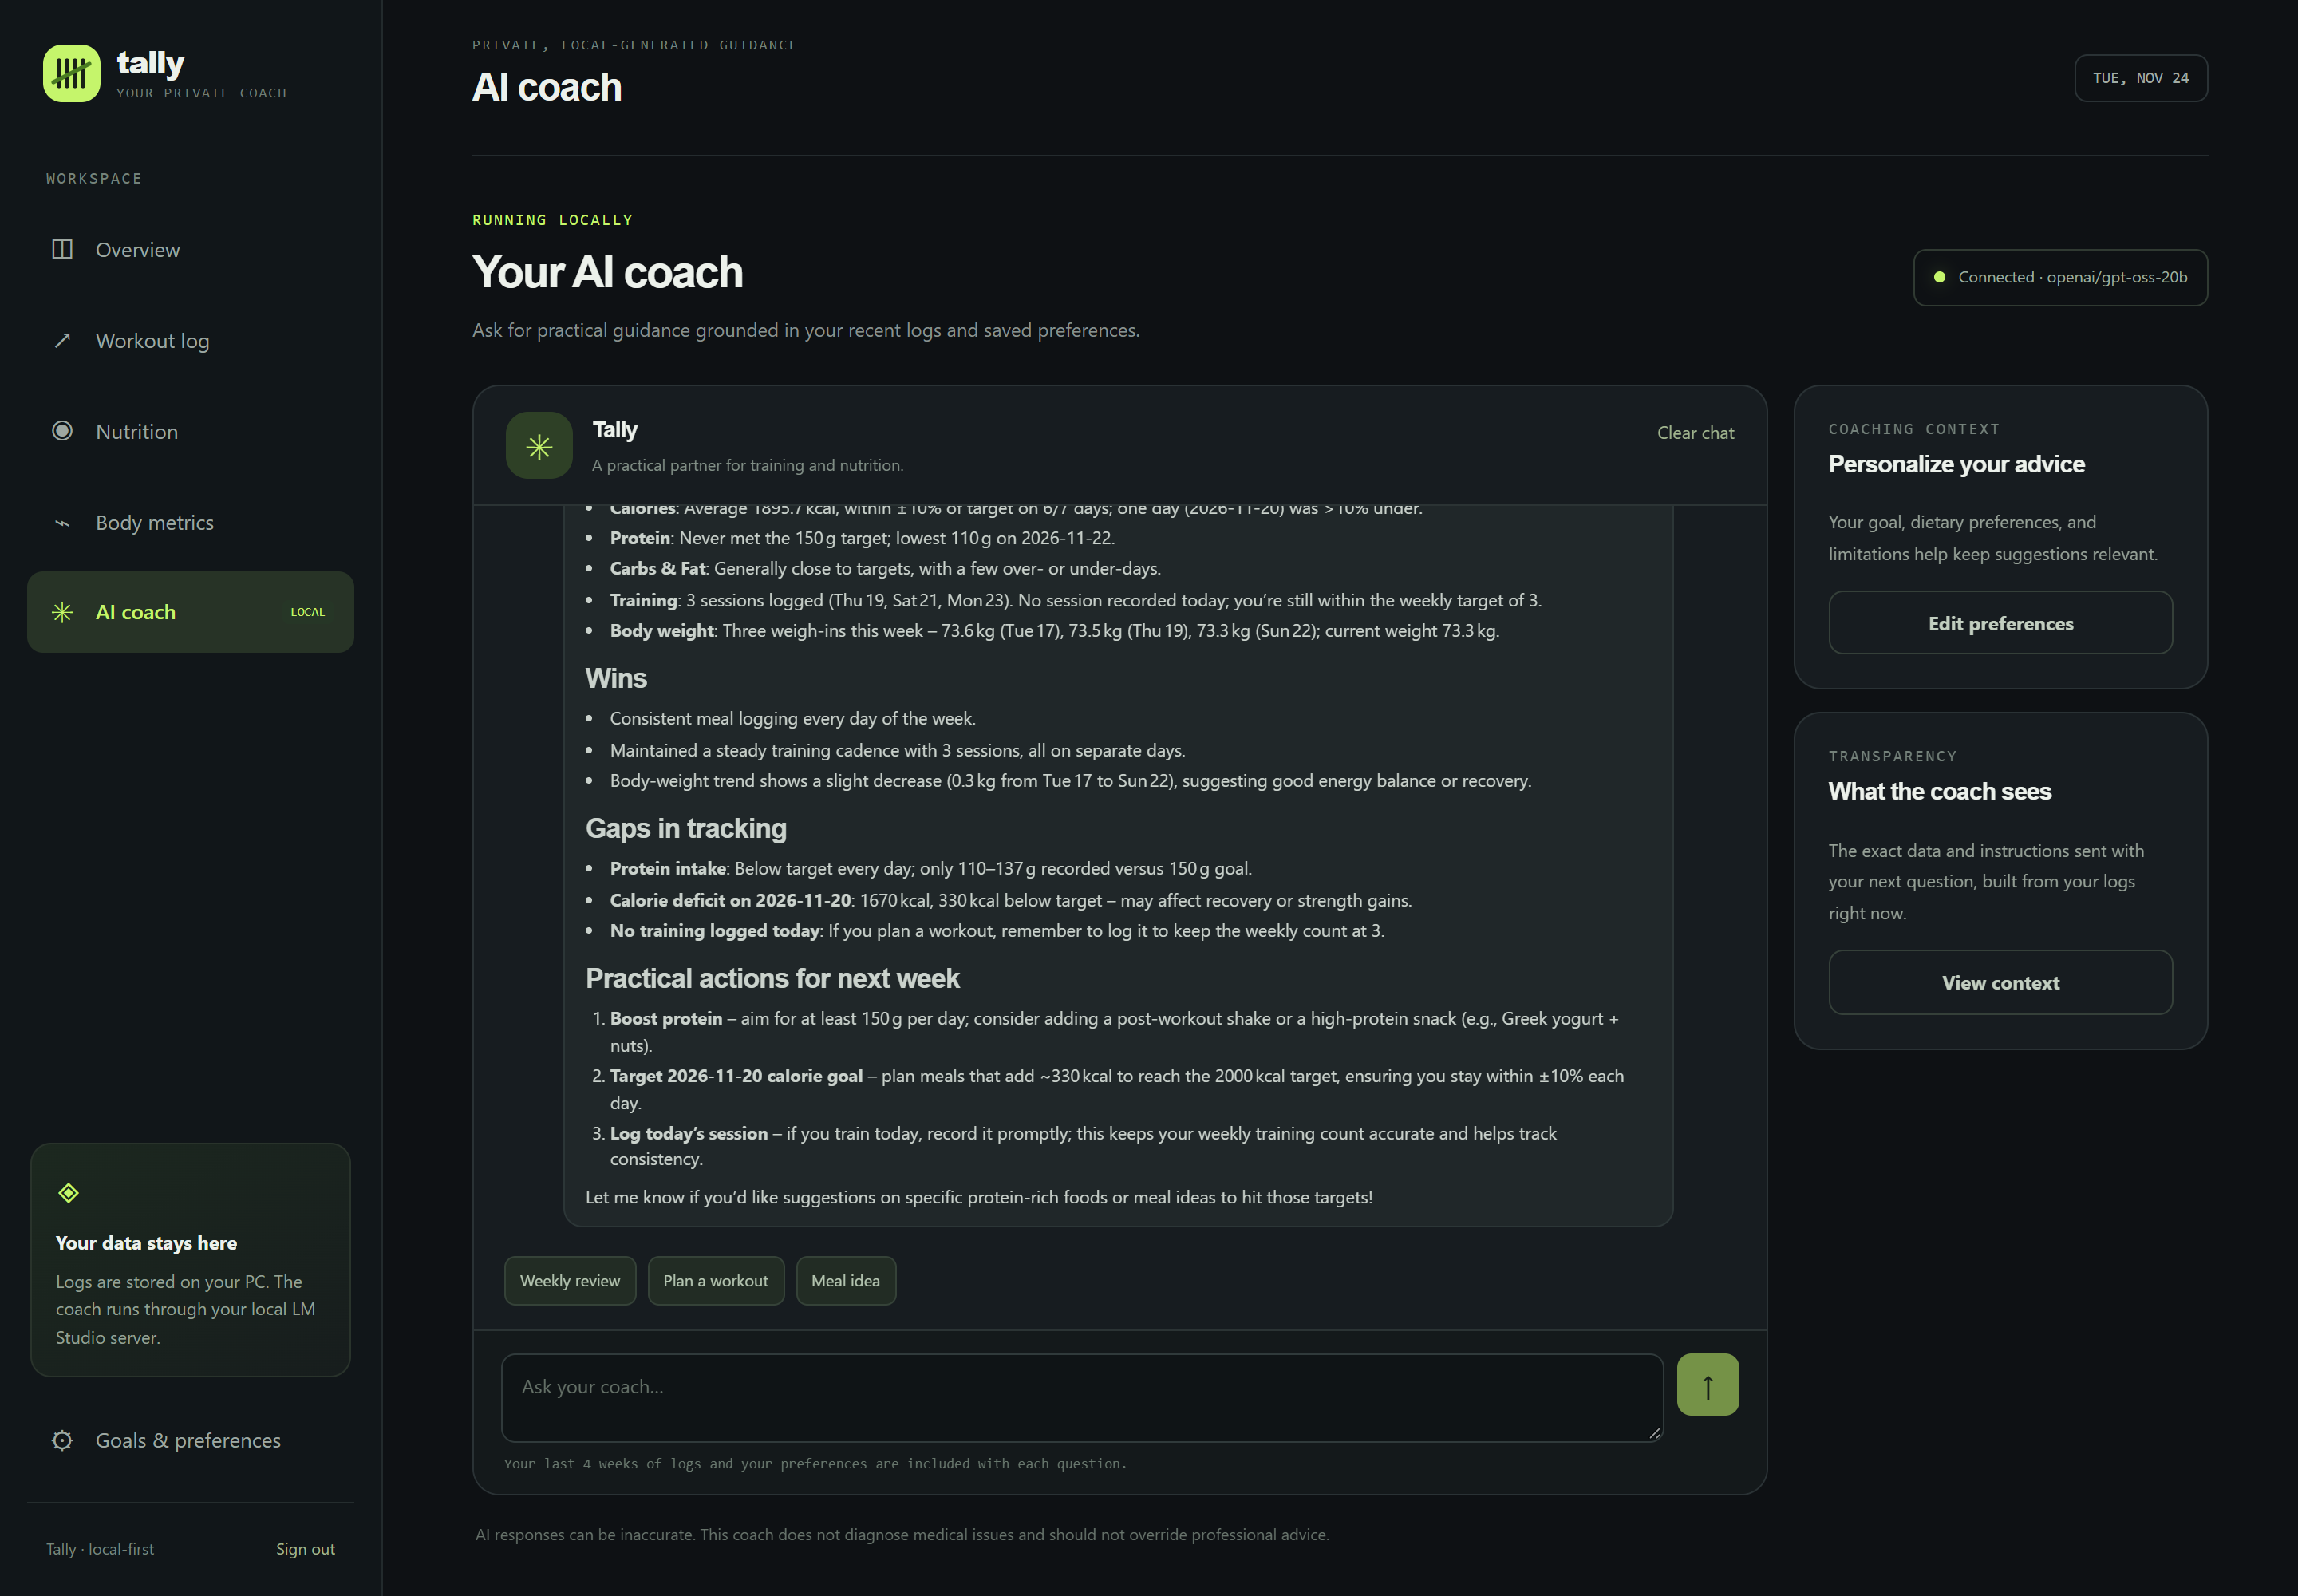 tally
YOUR PRIVATE COACH
WORKSPACE
Overview
Workout log
Nutrition
Body metrics
AI coach
LOCAL
Your data stays here
Logs are stored on your PC. The
coach runs through your local LM
Studio server.
Goals & preferences
Tally · local-first
Sign out
PRIVATE, LOCAL-GENERATED GUIDANCE
AI coach
TUE, NOV 24
RUNNING LOCALLY
Your AI coach
Ask for practical guidance grounded in your recent logs and saved preferences.
Connected · openai/gpt-oss-20b
Tally
A practical partner for training and nutrition.
Clear chat
• Calories: Average 1895.7 kcal, within ±10% of target on 6/7 days; one day (2026-11-20) was >10% under.
• Protein: Never met the 150 g target; lowest 110 g on 2026-11-22.
• Carbs & Fat: Generally close to targets, with a few over- or under-days.
• Training: 3 sessions logged (Thu 19, Sat 21, Mon 23). No session recorded today; you’re still within the weekly target of 3.
• Body weight: Three weigh-ins this week – 73.6 kg (Tue 17), 73.5 kg (Thu 19), 73.3 kg (Sun 22); current weight 73.3 kg.
Wins
• Consistent meal logging every day of the week.
• Maintained a steady training cadence with 3 sessions, all on separate days.
• Body-weight trend shows a slight decrease (0.3 kg from Tue 17 to Sun 22), suggesting good energy balance or recovery.
Gaps in tracking
• Protein intake: Below target every day; only 110–137 g recorded versus 150 g goal.
• Calorie deficit on 2026-11-20: 1670 kcal, 330 kcal below target – may affect recovery or strength gains.
• No training logged today: If you plan a workout, remember to log it to keep the weekly count at 3.
Practical actions for next week
1. Boost protein – aim for at least 150 g per day; consider adding a post-workout shake or a high-protein snack (e.g., Greek yogurt +
nuts).
2. Target 2026-11-20 calorie goal – plan meals that add ~330 kcal to reach the 2000 kcal target, ensuring you stay within ±10% each
day.
3. Log today’s session – if you train today, record it promptly; this keeps your weekly training count accurate and helps track
consistency.
Let me know if you’d like suggestions on specific protein-rich foods or meal ideas to hit those targets!
Weekly review
Plan a workout
Meal idea
Ask your coach...
↑
Your last 4 weeks of logs and your preferences are included with each question.
AI responses can be inaccurate. This coach does not diagnose medical issues and should not override professional advice.
COACHING CONTEXT
Personalize your advice
Your goal, dietary preferences, and
limitations help keep suggestions relevant.
Edit preferences
TRANSPARENCY
What the coach sees
The exact data and instructions sent with
your next question, built from your logs
right now.
View context